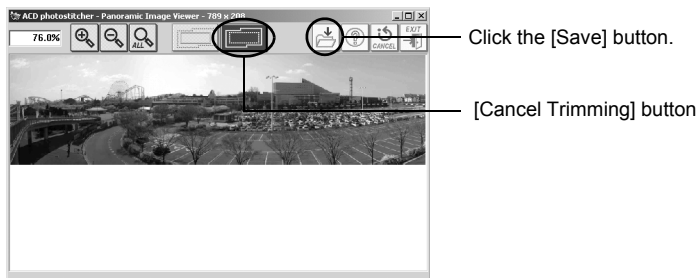 ACD photostitcher - Panoramic Image Viewer - 789 x 208
76.0%
ALL
CANCEL
EXIT
Click the [Save] button.
[Cancel Trimming] button